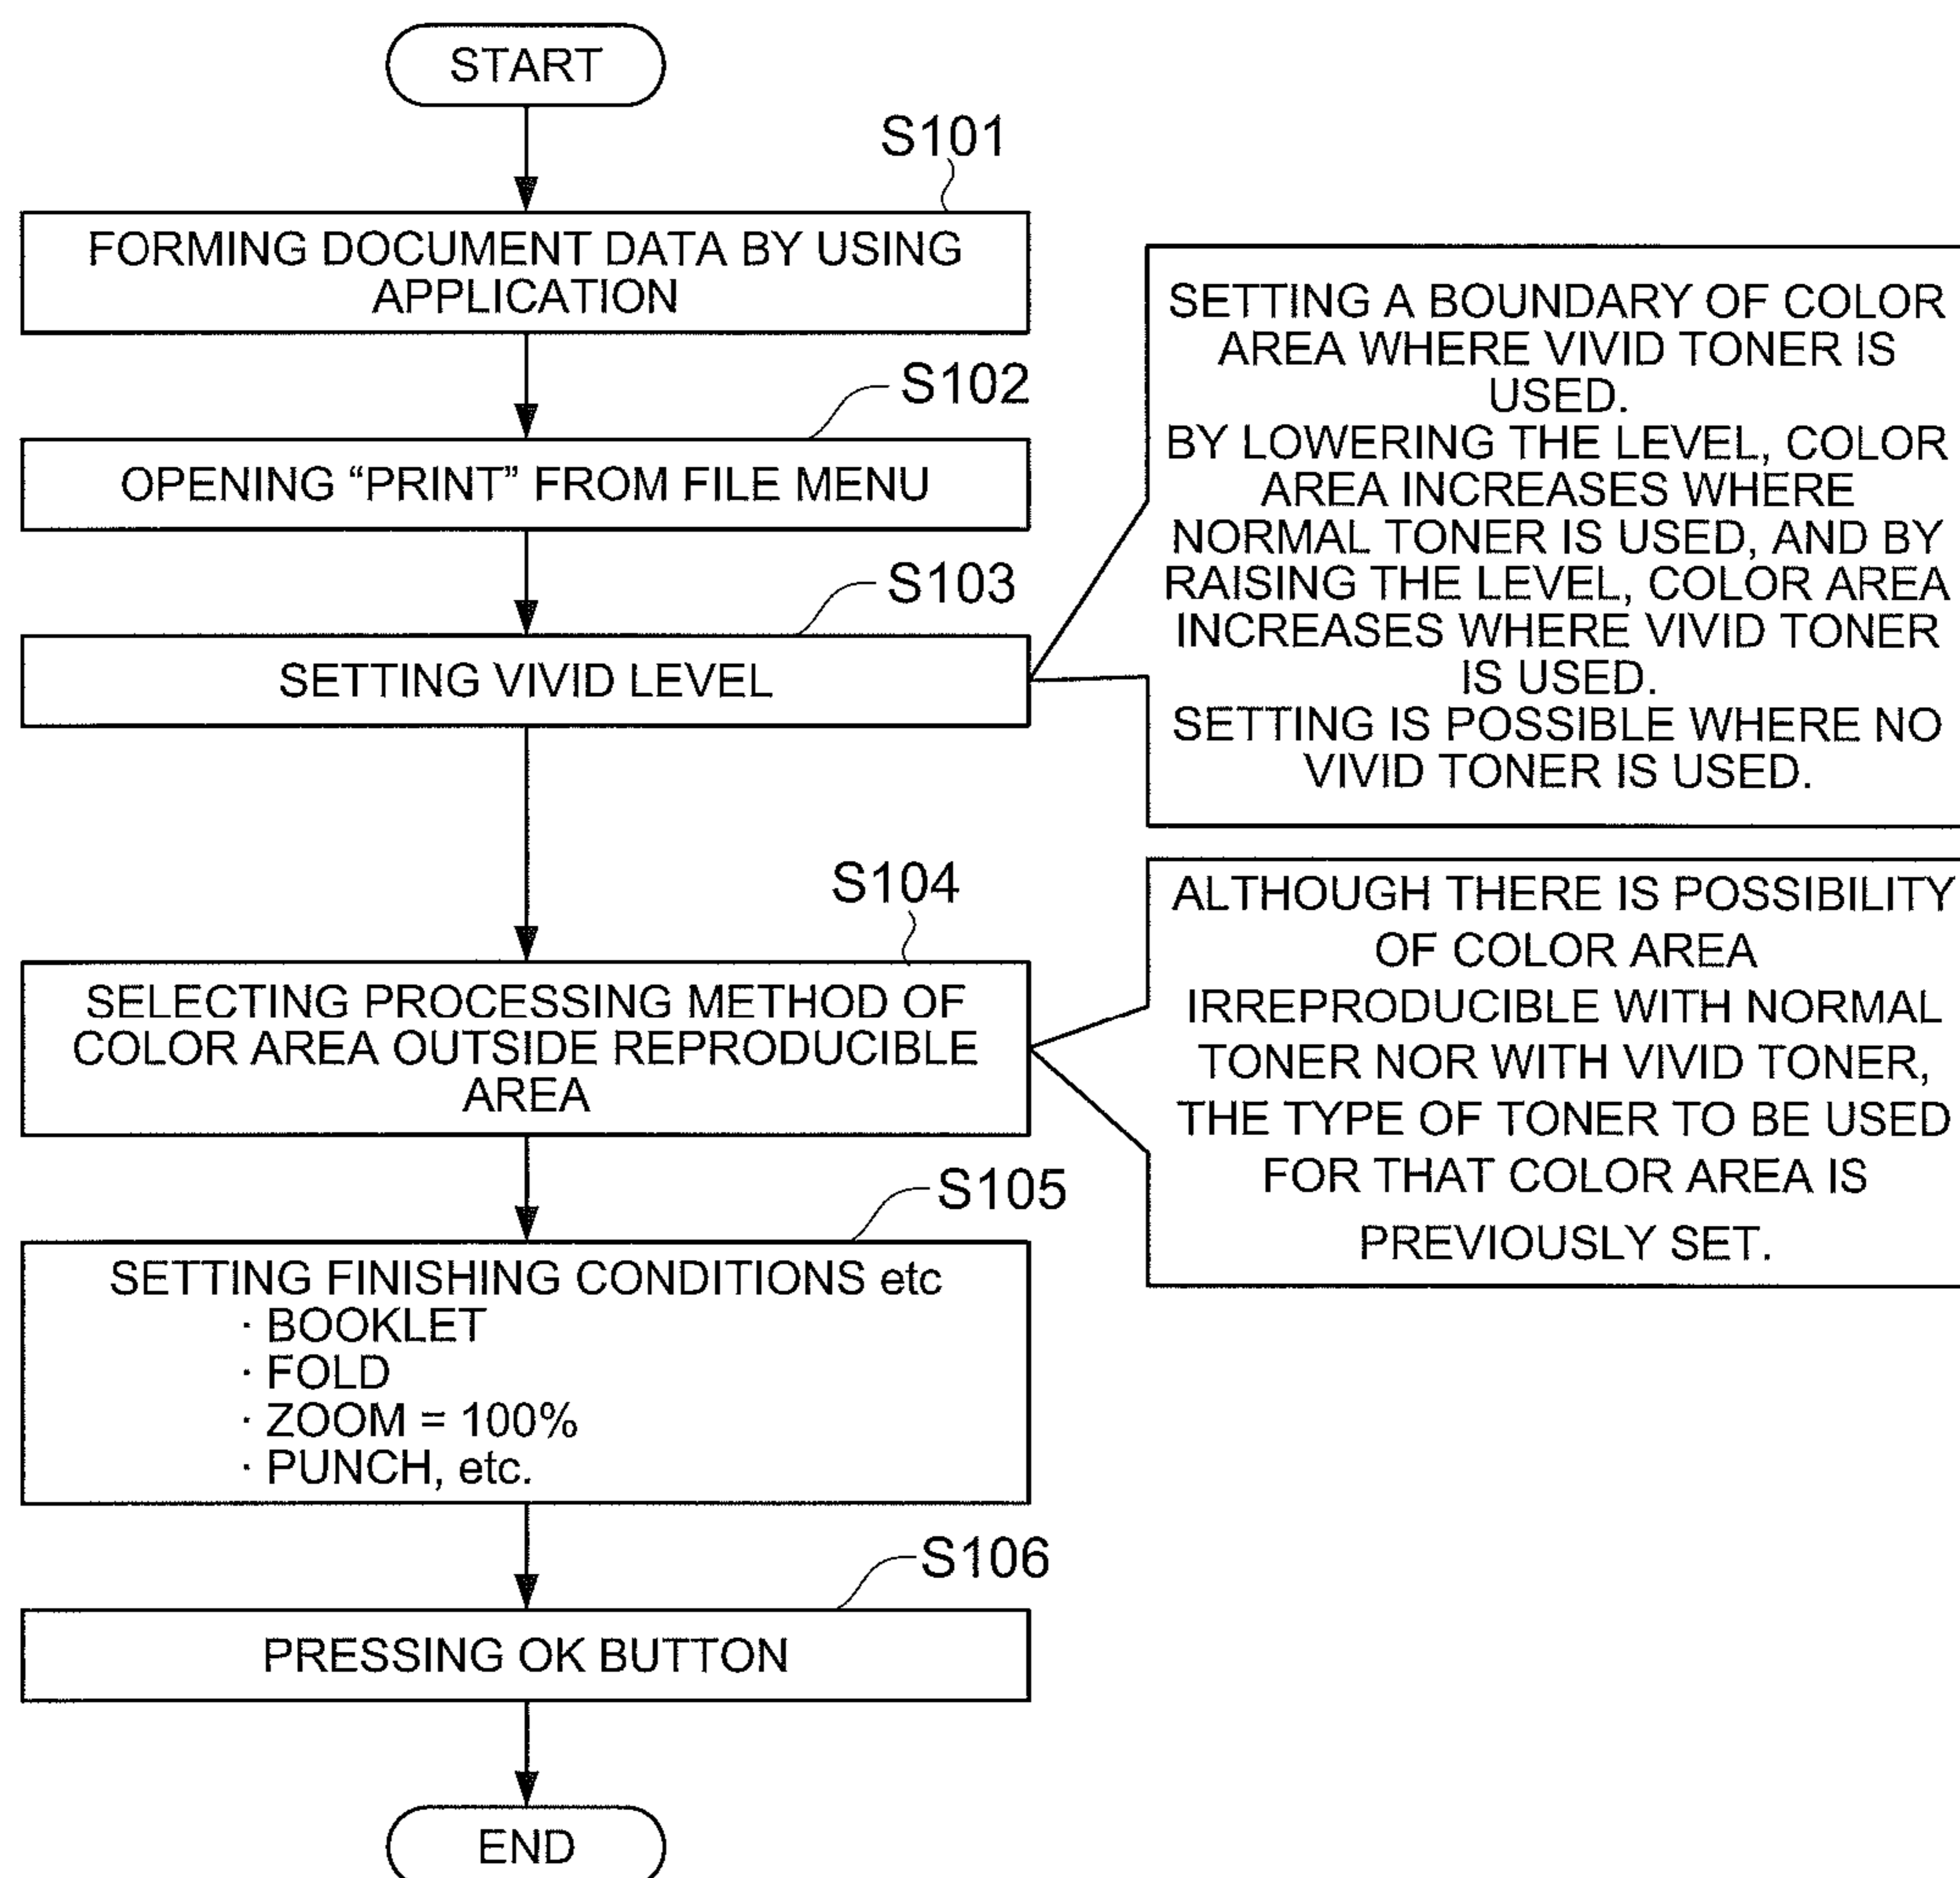 START
S101
FORMING DOCUMENT DATA BY USING
APPLICATION
S102
OPENING “PRINT” FROM FILE MENU
S103
SETTING VIVID LEVEL
SETTING A BOUNDARY OF COLOR
AREA WHERE VIVID TONER IS
USED.
BY LOWERING THE LEVEL, COLOR
AREA INCREASES WHERE
NORMAL TONER IS USED, AND BY
RAISING THE LEVEL, COLOR AREA
INCREASES WHERE VIVID TONER
IS USED.
SETTING IS POSSIBLE WHERE NO
VIVID TONER IS USED.
S104
SELECTING PROCESSING METHOD OF
COLOR AREA OUTSIDE REPRODUCIBLE
AREA
ALTHOUGH THERE IS POSSIBILITY
OF COLOR AREA
IRREPRODUCIBLE WITH NORMAL
TONER NOR WITH VIVID TONER,
THE TYPE OF TONER TO BE USED
FOR THAT COLOR AREA IS
PREVIOUSLY SET.
S105
SETTING FINISHING CONDITIONS etc
· BOOKLET
· FOLD
· ZOOM = 100%
· PUNCH, etc.
S106
PRESSING OK BUTTON
END